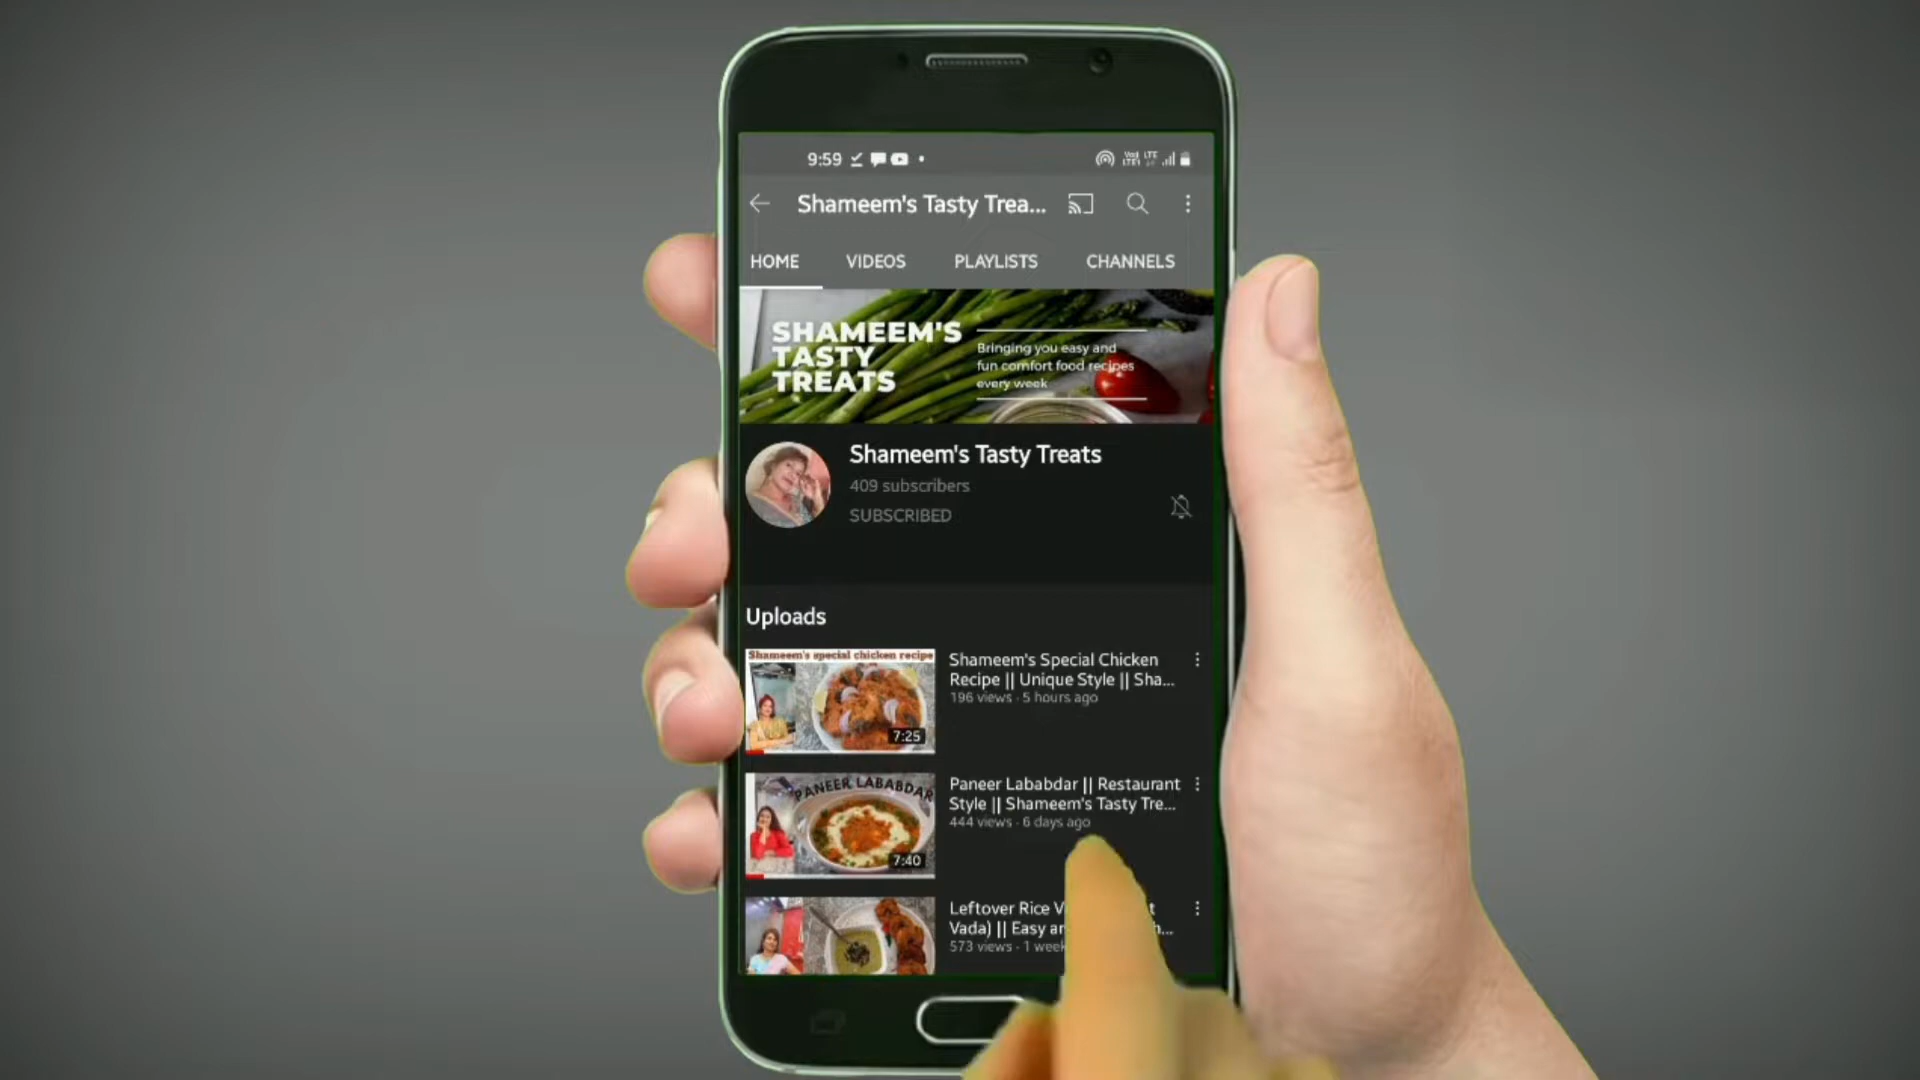 9:59
Shameem's Tasty Trea...
HOME VIDEOS PLAYLISTS CHANNELS
SHAMEEM'S
TASTY
TREATS
Bringing you easy and
fun comfort food recipes
every week
Shameem's Tasty Treats
409 subscribers
SUBSCRIBED
Uploads
Shameem's special chicken recipe
7:25
Shameem's Special Chicken
Recipe || Unique Style || Sha...
196 views · 5 hours ago
PANEER LABABDAR
7:40
Paneer Lababdar || Restaurant
Style || Shameem's Tasty Tre...
444 views · 6 days ago
Leftover Rice
Vada) || Easy
573 views · 1 week